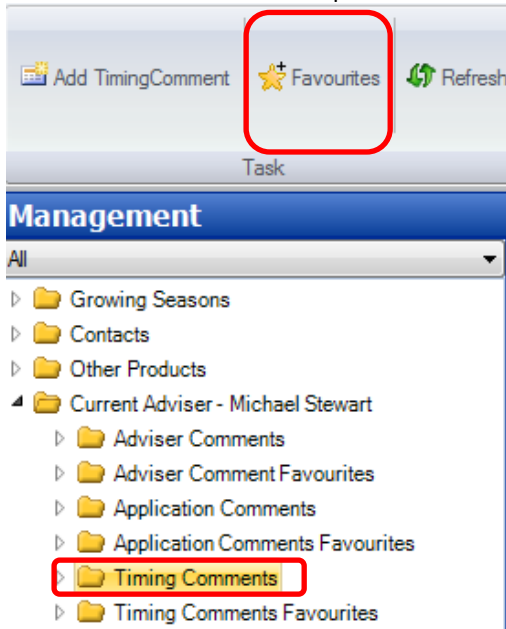 Add TimingComment Favourites Refresh
Task
Management
All
Growing Seasons
Contacts
Other Products
Current Adviser - Michael Stewart
Adviser Comments
Adviser Comment Favourites
Application Comments
Application Comments Favourites
Timing Comments
Timing Comments Favourites